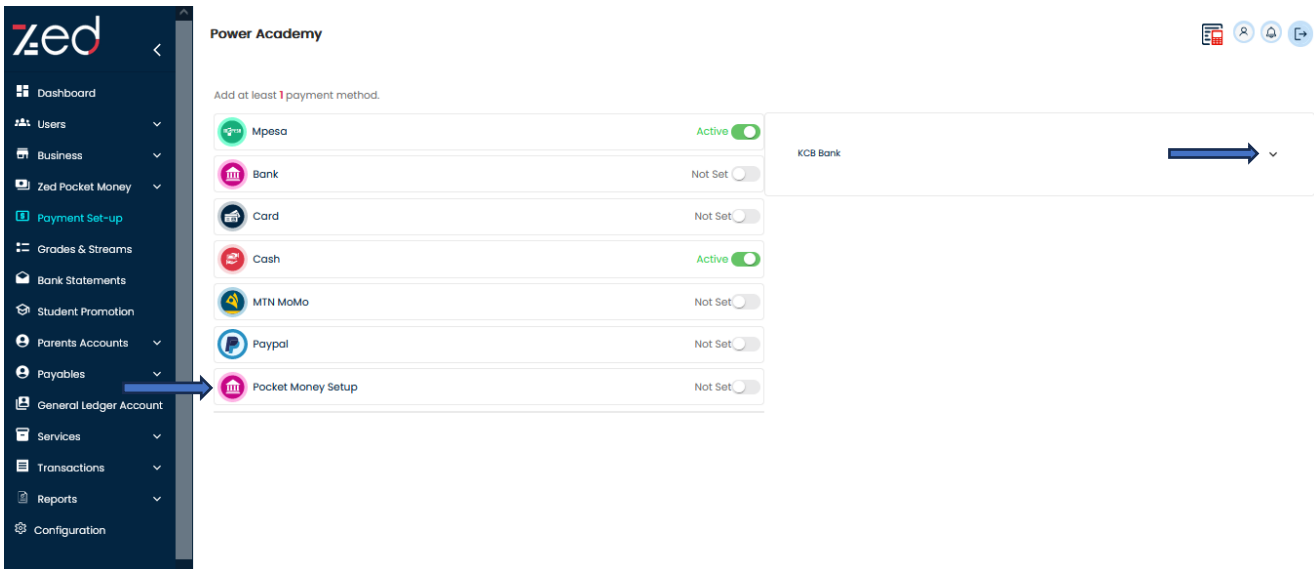 zed
Dashboard
Users
Business
Zed Pocket Money
Payment Set-up
Grades & Streams
Bank Statements
Student Promotion
Parents Accounts
Payables
General Ledger Account
Services
Transactions
Reports
Configuration
Power Academy
Add at least 1 payment method.
Mpesa Active
Bank Not Set
Card Not Set
Cash Active
MTN MoMo Not Set
Paypal Not Set
Pocket Money Setup Not Set
KCB Bank